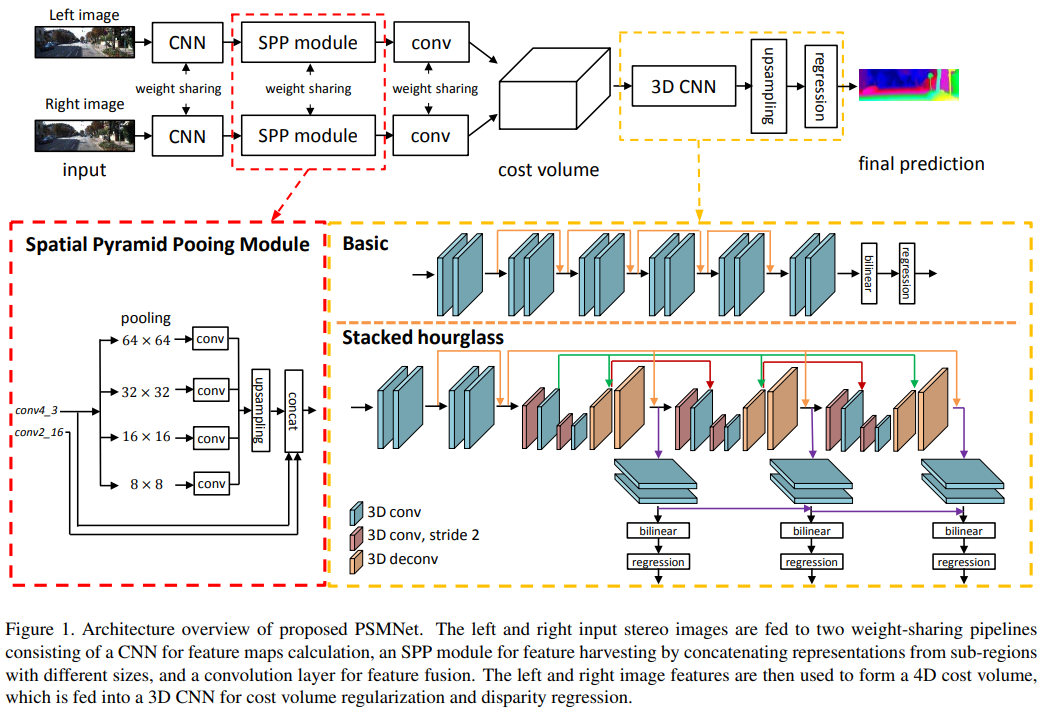 Left image
CNN
SPP module
conv
weight sharing
weight sharing
weight sharing
Right image
CNN
SPP module
conv
input
cost volume
3D CNN
upsampling
regression
final prediction
Spatial Pyramid Pooing Module
pooling
64 × 64
conv
32 × 32
conv
16 × 16
conv
8 × 8
conv
conv4_3
conv2_16
upsampling
concat
Basic
bilinear
regression
Stacked hourglass
3D conv
3D conv, stride 2
3D deconv
bilinear
bilinear
bilinear
regression
regression
regression
Figure 1. Architecture overview of proposed PSMNet. The left and right input stereo images are fed to two weight-sharing pipelines
consisting of a CNN for feature maps calculation, an SPP module for feature harvesting by concatenating representations from sub-regions
with different sizes, and a convolution layer for feature fusion. The left and right image features are then used to form a 4D cost volume,
which is fed into a 3D CNN for cost volume regularization and disparity regression.